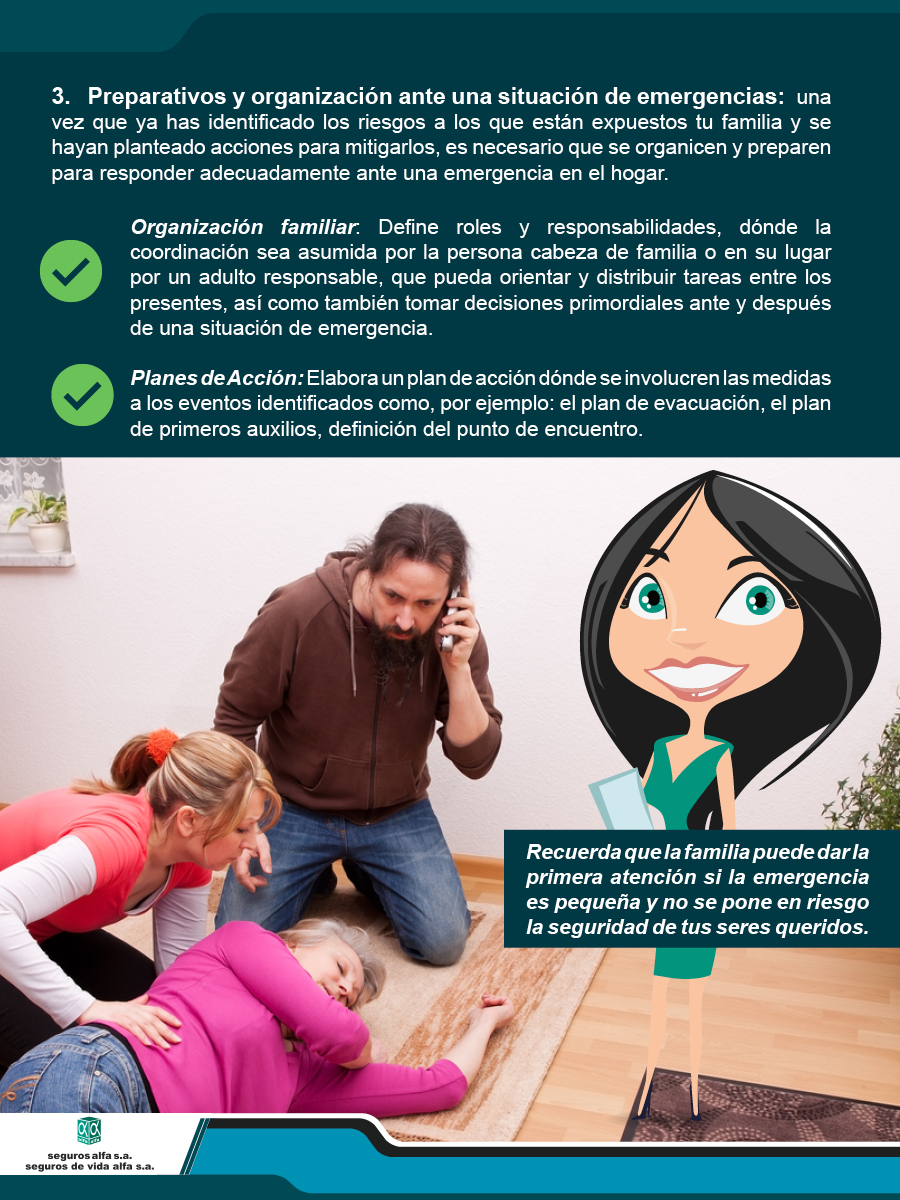 3. Preparativos y organización ante una situación de emergencias: una
vez que ya has identificado los riesgos a los que están expuestos tu familia y se
hayan planteado acciones para mitigarlos, es necesario que se organicen y preparen
para responder adecuadamente ante una emergencia en el hogar.
Organización familiar: Define roles y responsabilidades, dónde la
coordinación sea asumida por la persona cabeza de familia o en su lugar
por un adulto responsable, que pueda orientar y distribuir tareas entre los
presentes, así como también tomar decisiones primordiales ante y después
de una situación de emergencia.
Planes de Acción: Elabora un plan de acción dónde se involucren las medidas
a los eventos identificados como, por ejemplo: el plan de evacuación, el plan
de primeros auxilios, definición del punto de encuentro.
Recuerda que la familia puede dar la
primera atención si la emergencia
es pequeña y no se pone en riesgo
la seguridad de tus seres queridos.
seguros alfa s.a.
seguros de vida alfa s.a.